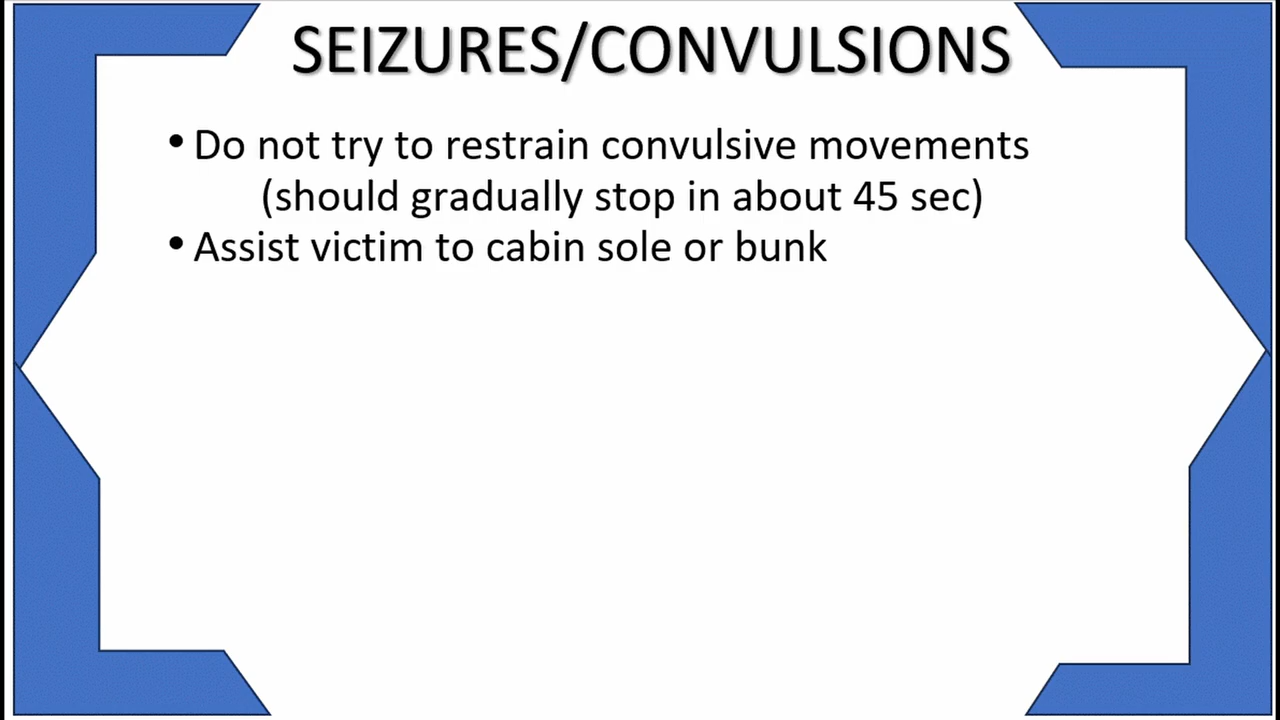 SEIZURES/CONVULSIONS
• Do not try to restrain convulsive movements
(should gradually stop in about 45 sec)
• Assist victim to cabin sole or bunk